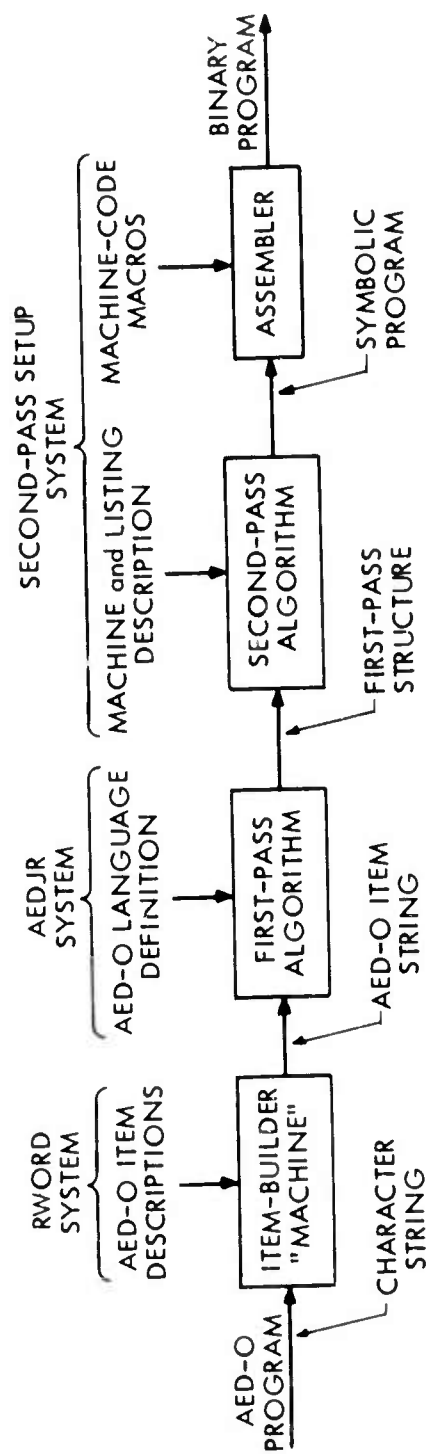 RWORD
SYSTEM
AED-O ITEM
DESCRIPTIONS
AEDJR
SYSTEM
AED-O LANGUAGE
DEFINITION
SECOND-PASS SETUP
SYSTEM
MACHINE and LISTING
DESCRIPTION
MACHINE-CODE
MACROS
AED-O
PROGRAM
ITEM-BUILDER
"MACHINE"
FIRST-PASS
ALGORITHM
SECOND-PASS
ALGORITHM
ASSEMBLER
BINARY
PROGRAM
CHARACTER
STRING
AED-O ITEM
STRING
FIRST-PASS
STRUCTURE
SYMBOLIC
PROGRAM